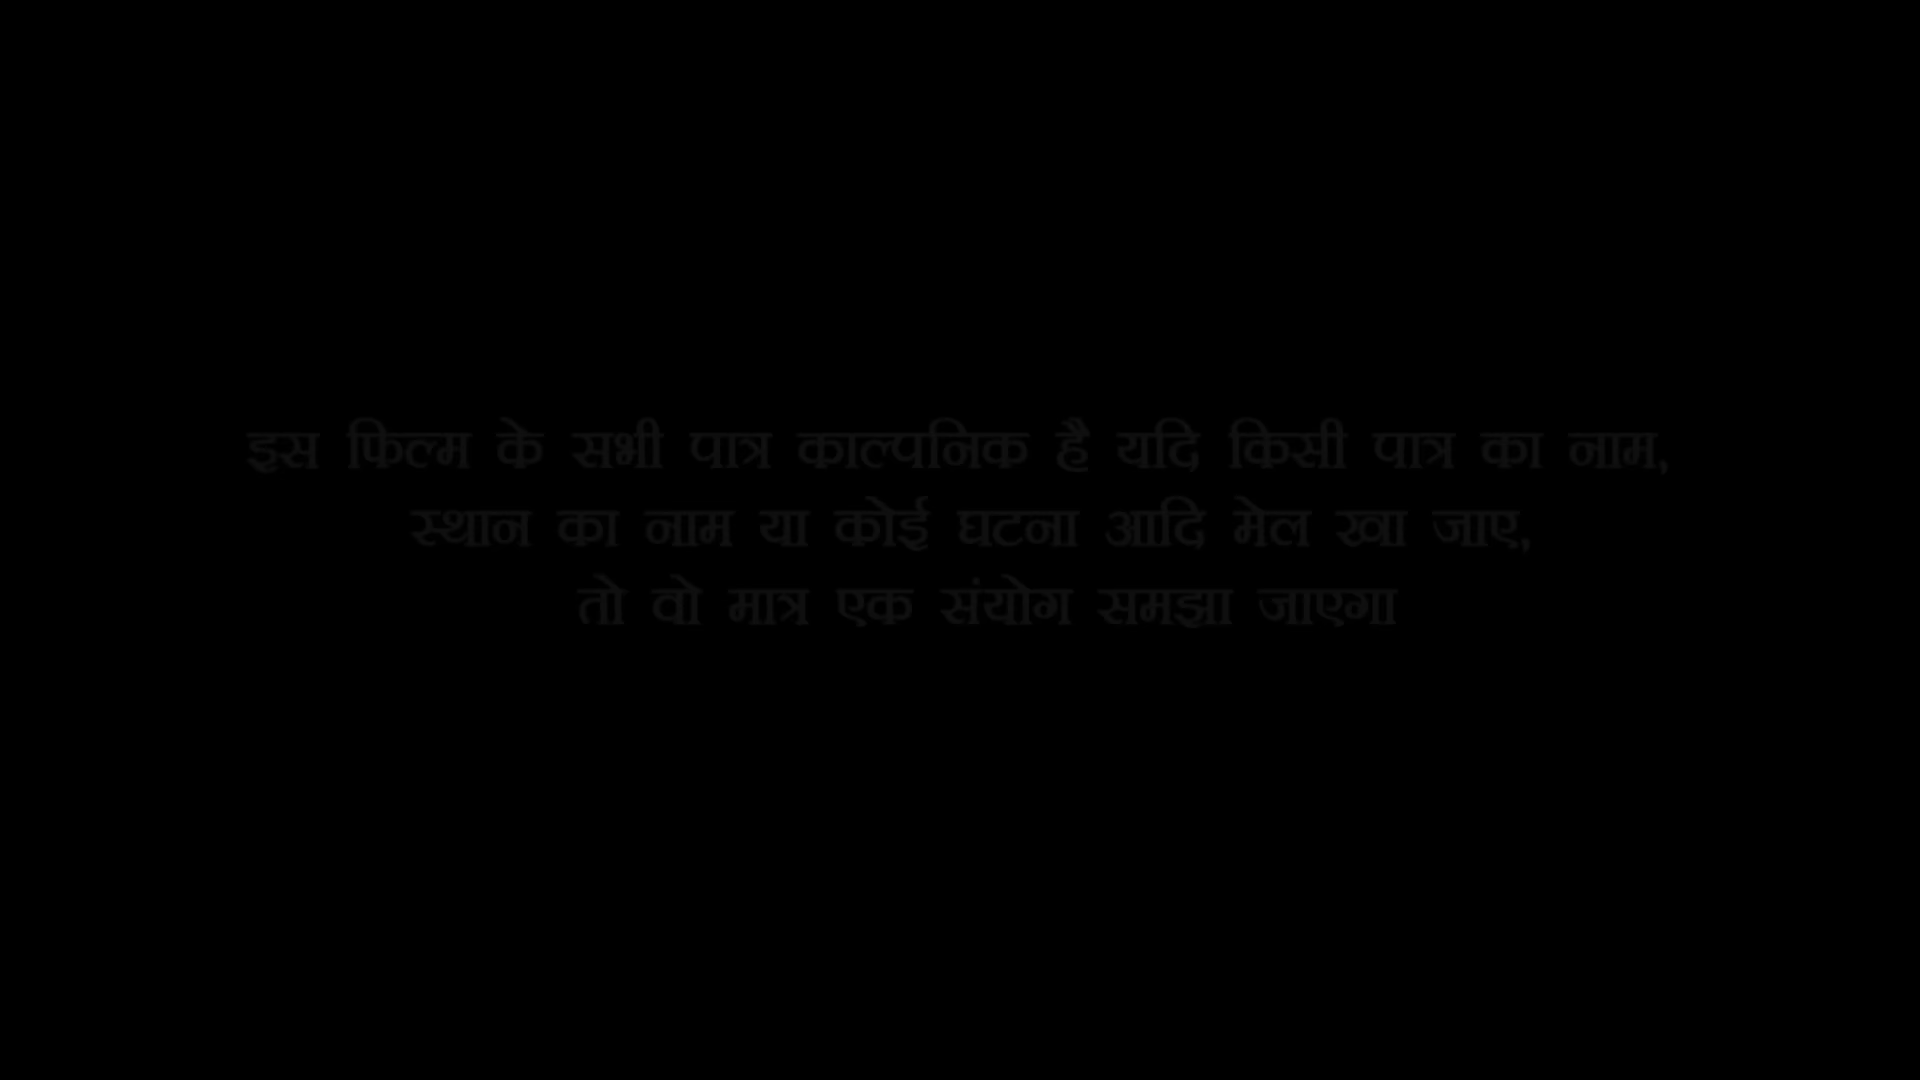 इस फिल्म के सभी पात्र काल्पनिक है यदि किसी पात्र का नाम,
स्थान का नाम या कोई घटना आदि मेल खा जाए,
तो वो मात्र एक संयोग समझा जाएगा